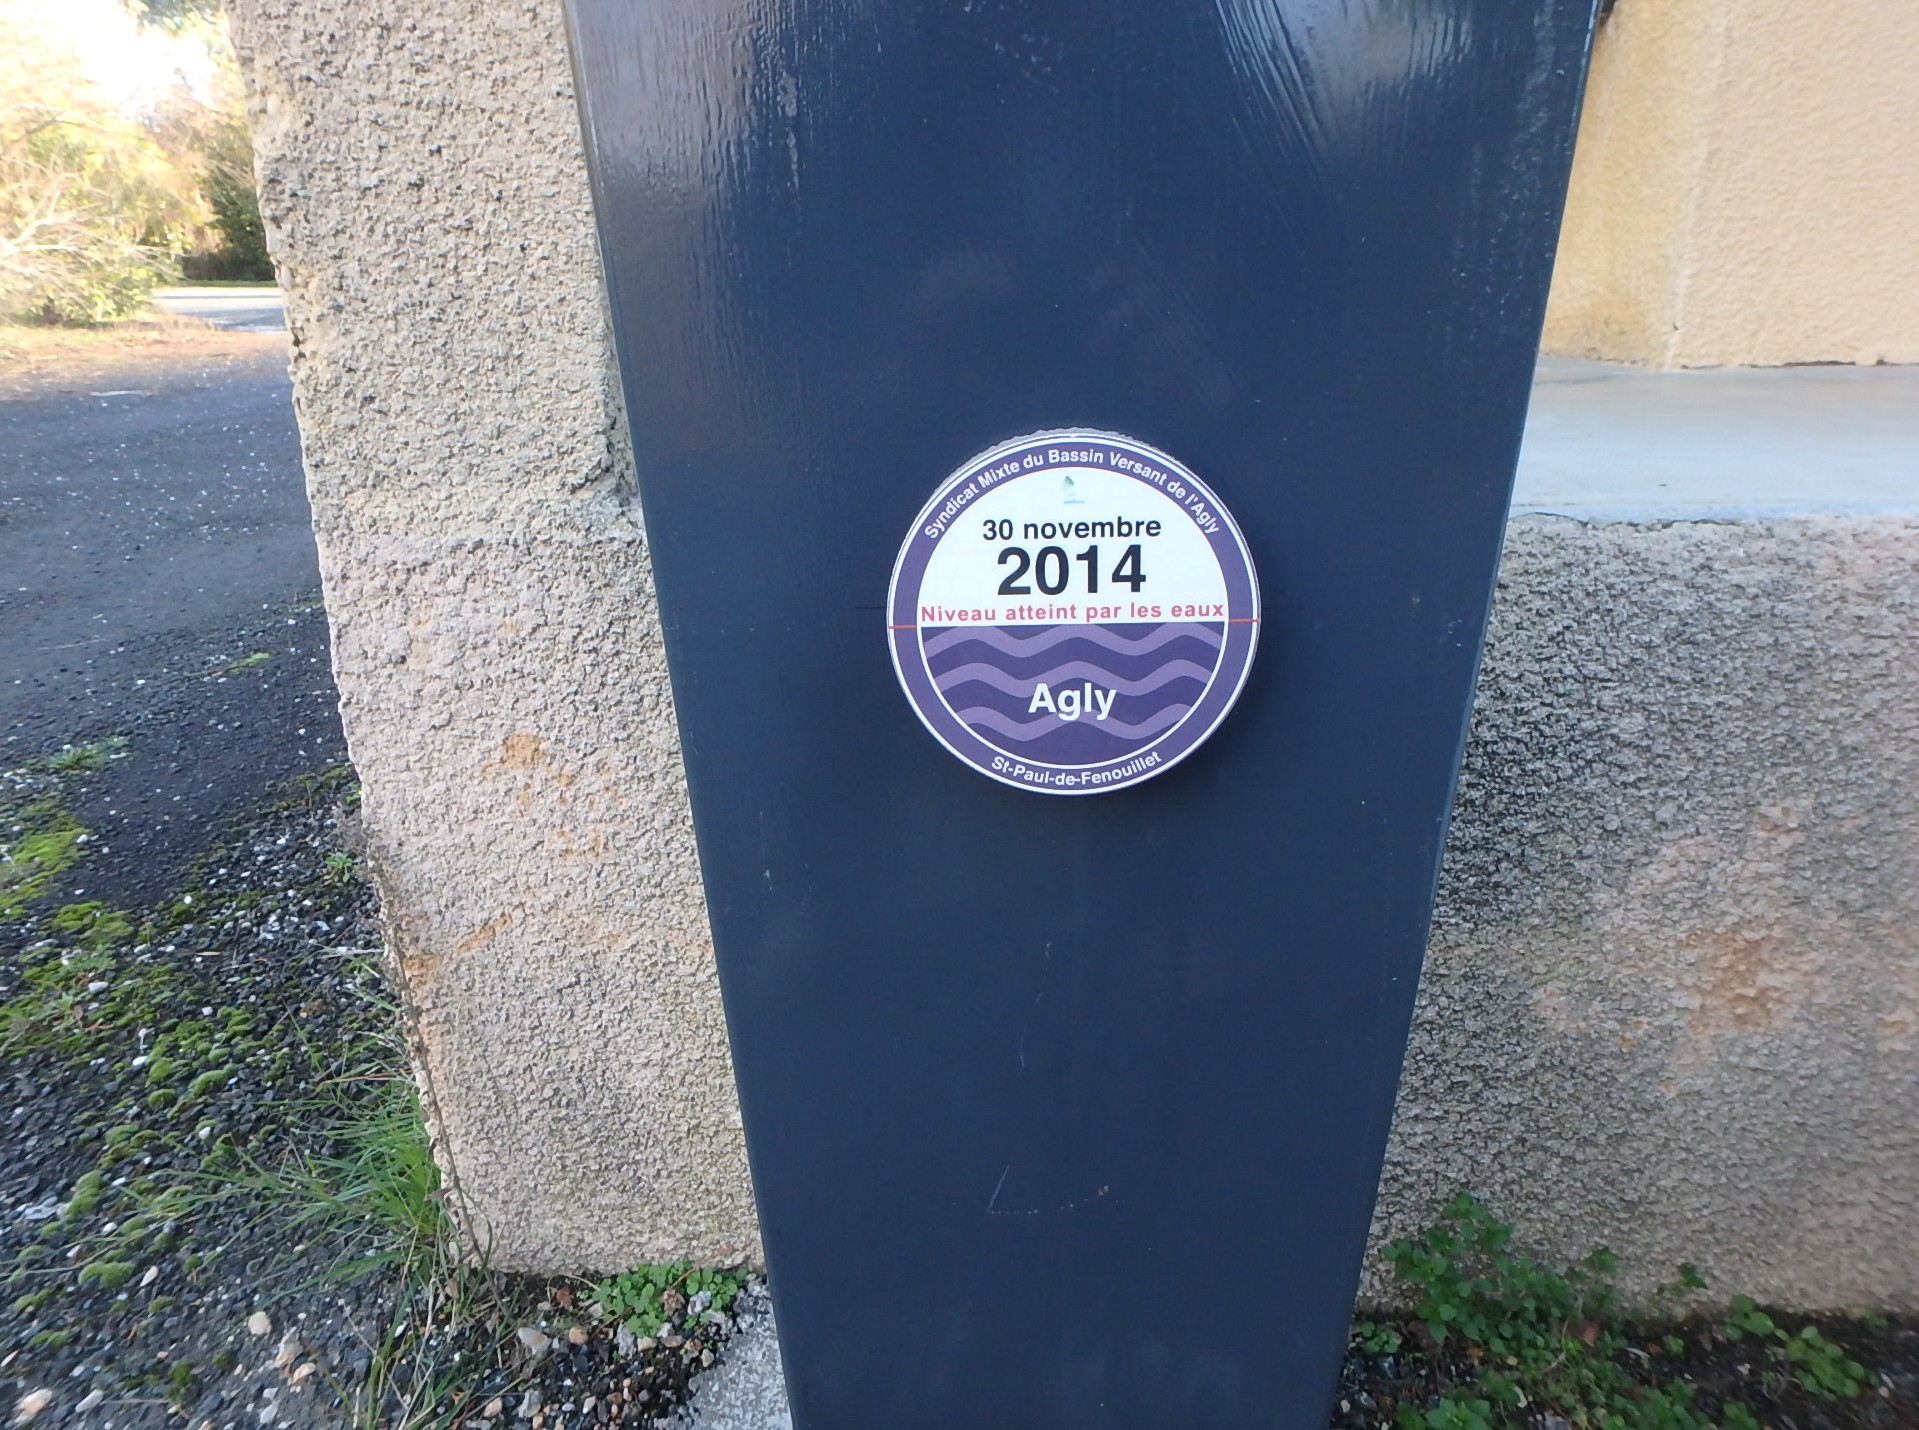 Syndicat Mixte du Bassin Versant de l'Agly
30 novembre
2014
Niveau atteint par les eaux
Agly
St-Paul-de-Fenouillet